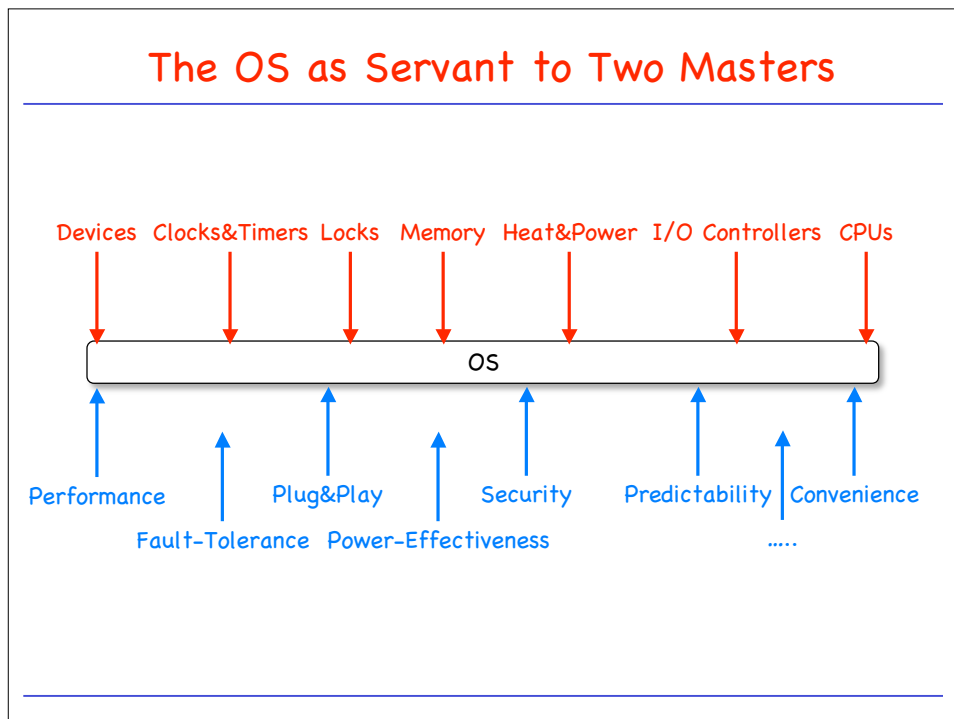 The OS as Servant to Two Masters
Devices Clocks&Timers Locks Memory Heat&Power I/O Controllers CPUs
OS
Performance Plug&Play Security Predictability Convenience
Fault-Tolerance Power-Effectiveness …..